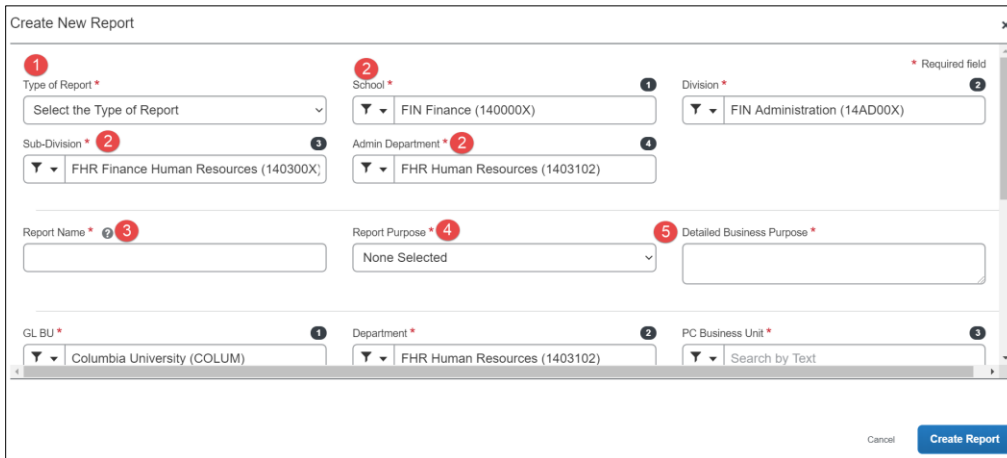 Create New Report
×
1
2
* Required field
Type of Report *
School *
1
Division *
2
Select the Type of Report
FIN Finance (140000X)
FIN Administration (14AD00X)
Sub-Division *
2
3
Admin Department *
2
4
FHR Finance Human Resources (140300X)
FHR Human Resources (1403102)
Report Name *
?
3
Report Purpose *
4
5
Detailed Business Purpose *
None Selected
GL BU *
1
Department *
2
PC Business Unit *
3
Columbia University (COLUM)
FHR Human Resources (1403102)
Search by Text
Cancel
Create Report